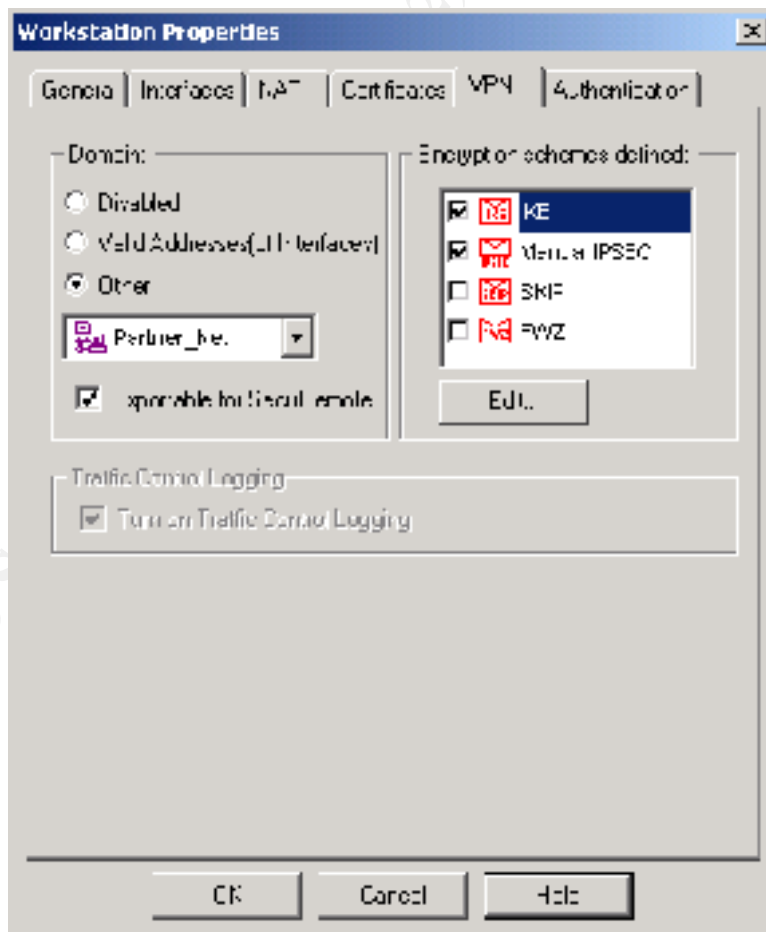 Workstation Properties
General Interfaces NAT Certificates VPN Authentication
Domain:
Disabled
Valid Addresses(of Interfaces)
Other
Partner_Net
Exportable for SecuRemote
Encryption schemes defined:
IKE
Manual IPSEC
SKIP
FWZ
Edit...
Traffic Control Logging
Turn on Traffic Control Logging
OK Cancel Help